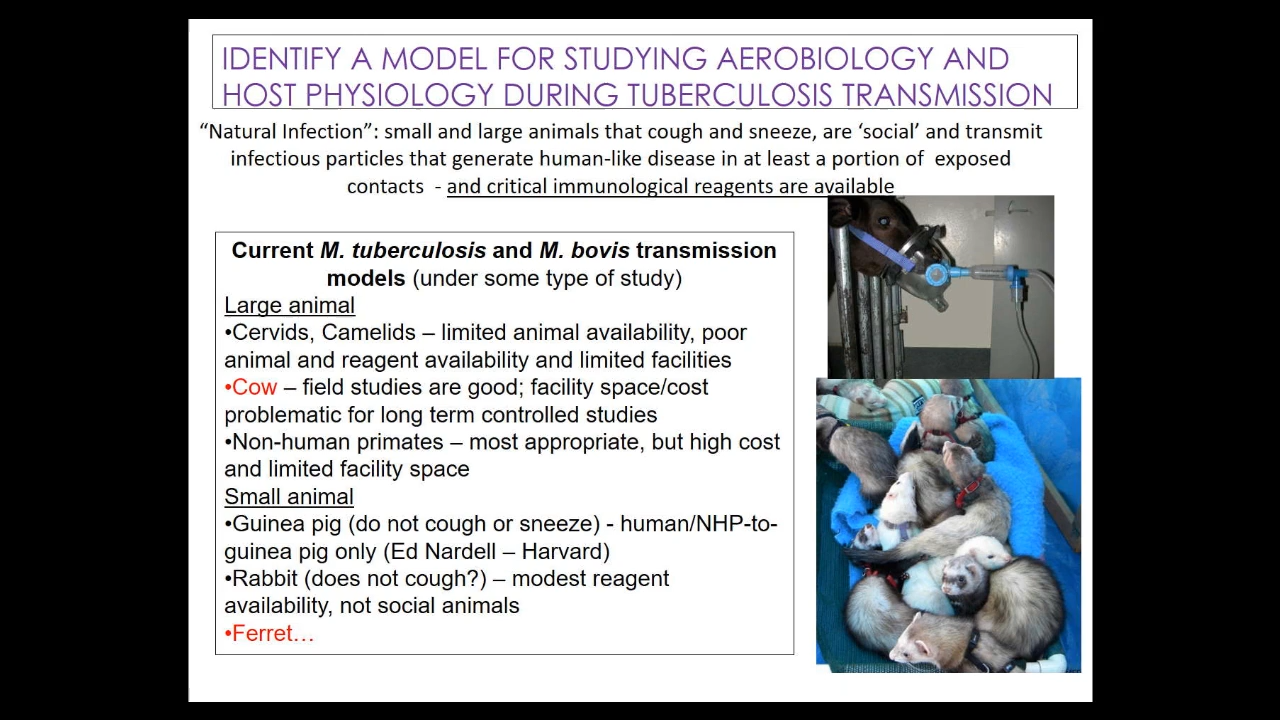 IDENTIFY A MODEL FOR STUDYING AEROBIOLOGY AND
HOST PHYSIOLOGY DURING TUBERCULOSIS TRANSMISSION
“Natural Infection”: small and large animals that cough and sneeze, are ‘social’ and transmit
infectious particles that generate human-like disease in at least a portion of exposed
contacts - and critical immunological reagents are available
Current M. tuberculosis and M. bovis transmission
models (under some type of study)
Large animal
•Cervids, Camelids – limited animal availability, poor
animal and reagent availability and limited facilities
•Cow – field studies are good; facility space/cost
problematic for long term controlled studies
•Non-human primates – most appropriate, but high cost
and limited facility space
Small animal
•Guinea pig (do not cough or sneeze) - human/NHP-to-
guinea pig only (Ed Nardell – Harvard)
•Rabbit (does not cough?) – modest reagent
availability, not social animals
•Ferret…